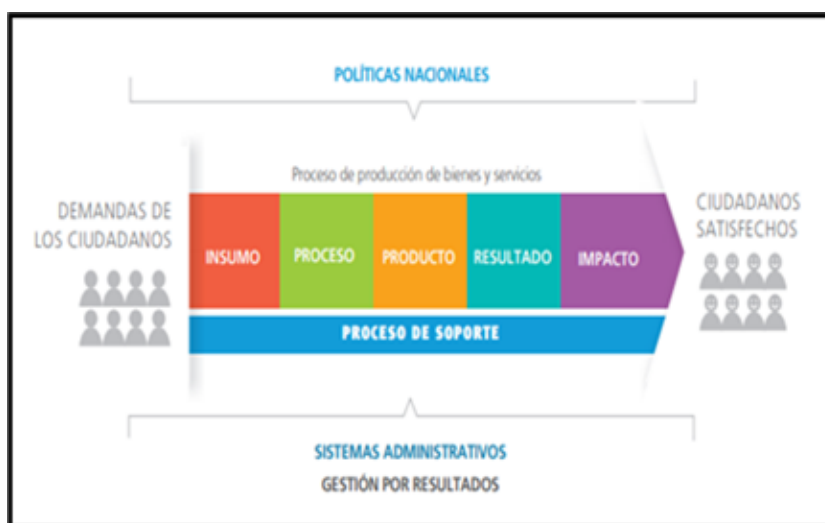 POLÍTICAS NACIONALES
Proceso de producción de bienes y servicios
DEMANDAS DE
LOS CIUDADANOS
INSUMO
PROCESO
PRODUCTO
RESULTADO
IMPACTO
CIUDADANOS
SATISFECHOS
PROCESO DE SOPORTE
SISTEMAS ADMINISTRATIVOS
GESTIÓN POR RESULTADOS